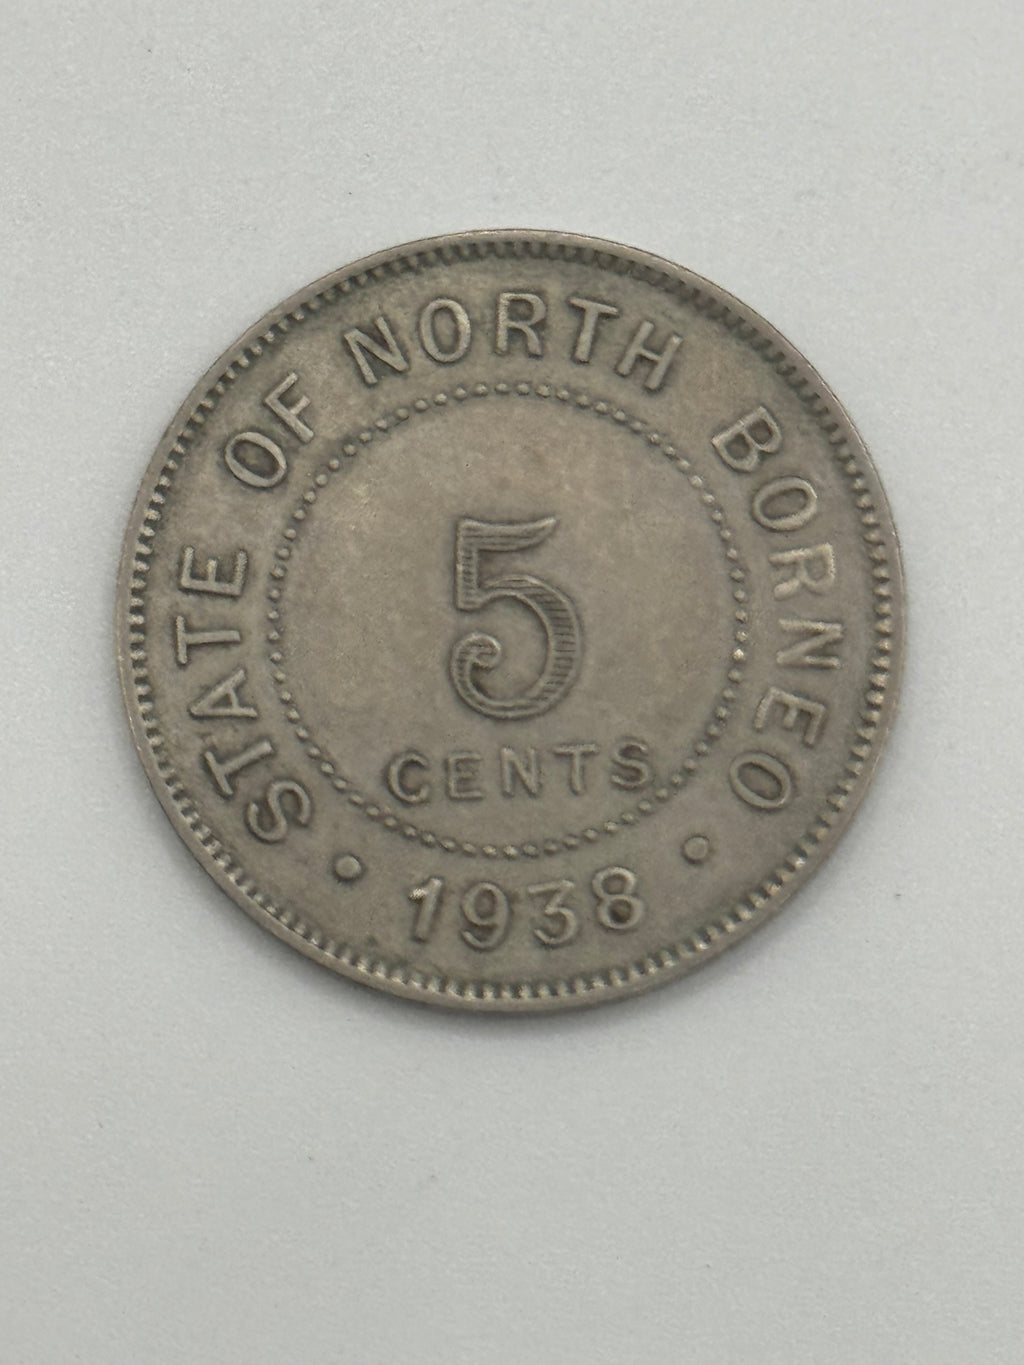 STATE OF NORTH BORNEO
5
CENTS
• 1938 •